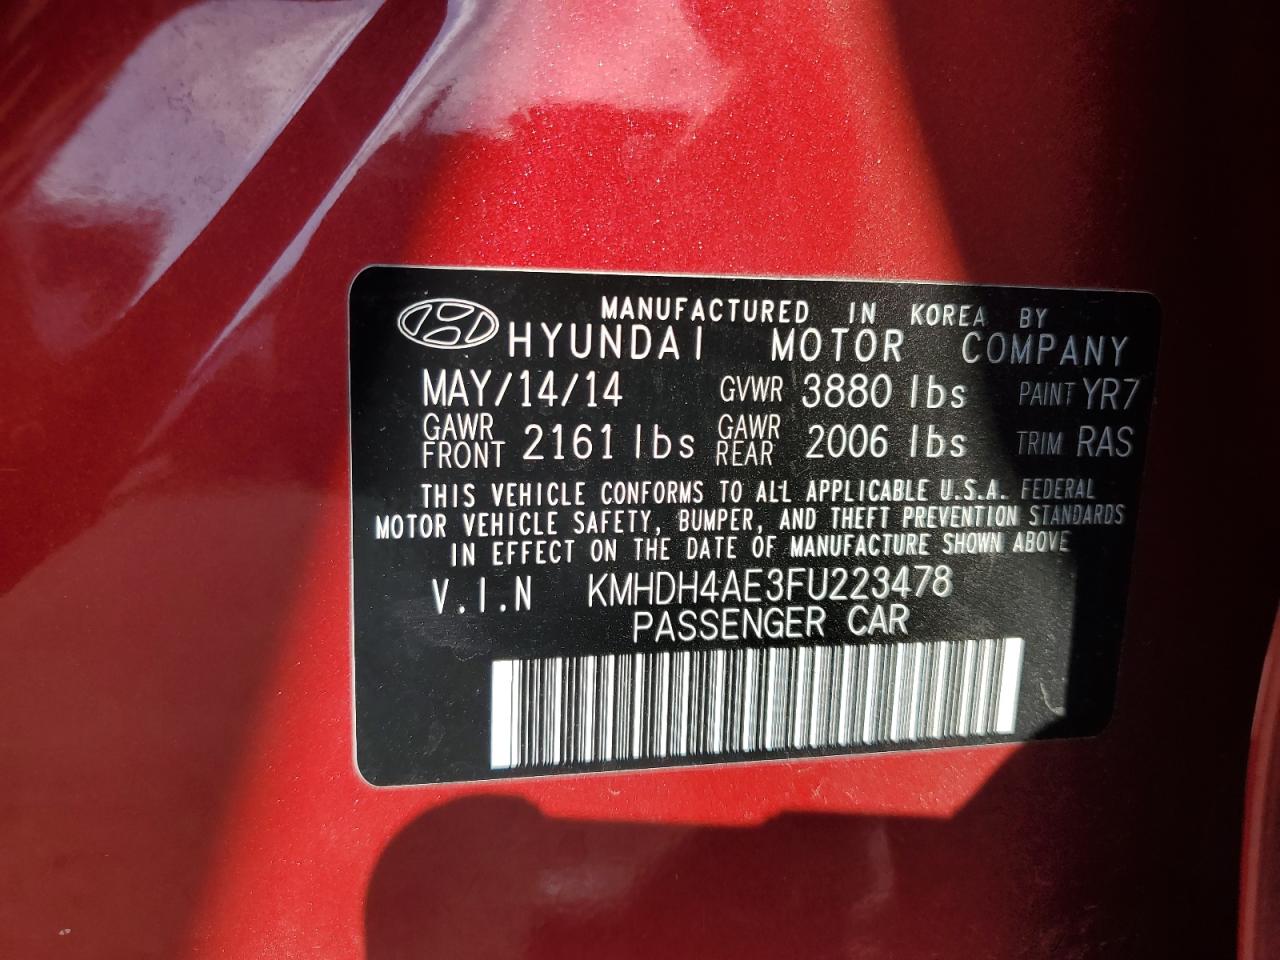 MANUFACTURED IN KOREA BY
HYUNDAI MOTOR COMPANY
MAY/14/14 GVWR 3880 lbs PAINT YR7
GAWR FRONT 2161 lbs GAWR REAR 2006 lbs TRIM RAS
THIS VEHICLE CONFORMS TO ALL APPLICABLE U.S.A. FEDERAL
MOTOR VEHICLE SAFETY, BUMPER, AND THEFT PREVENTION STANDARDS
IN EFFECT ON THE DATE OF MANUFACTURE SHOWN ABOVE
V.I.N KMHDH4AE3FU223478
PASSENGER CAR